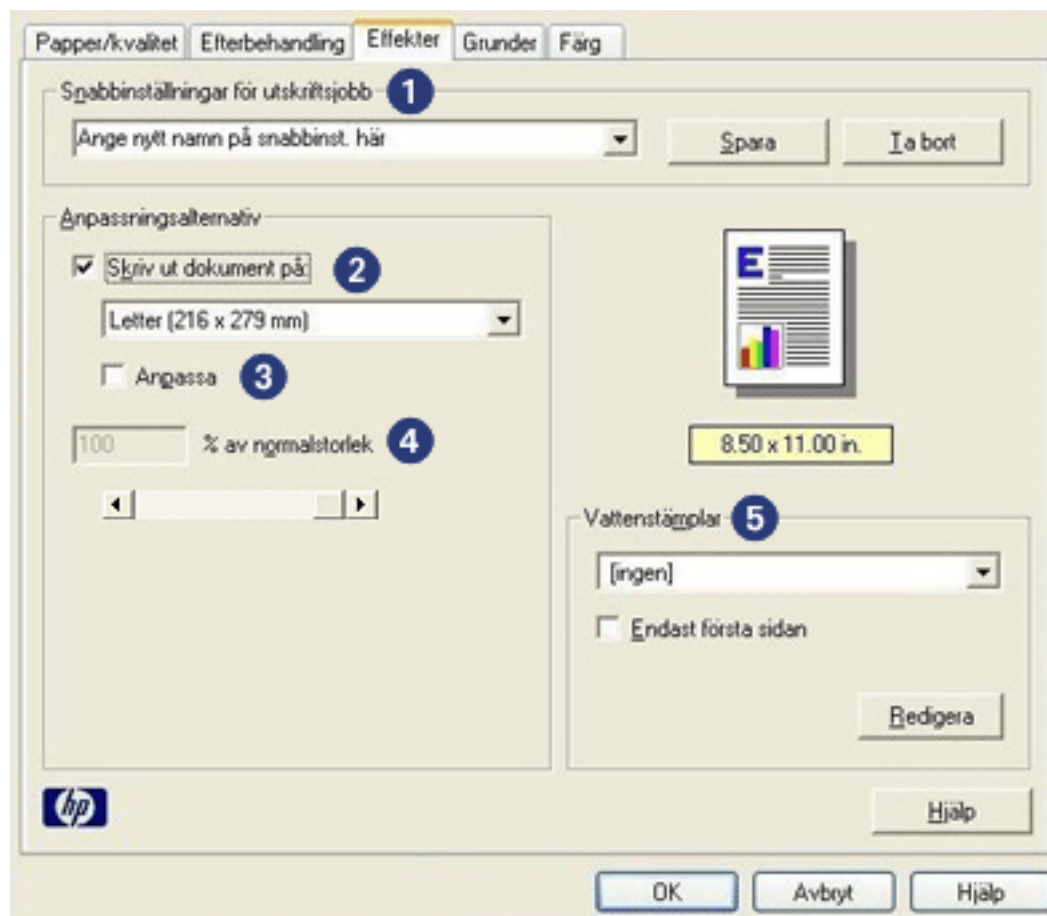 Papper/kvalitet Efterbehandling Effekter Grunder Färg
Snabbinställningar för utskriftsjobb 1
Ange nytt namn på snabbinst. här Spara Ta bort
Anpassningsalternativ
Skriv ut dokument på: 2
Letter (216 x 279 mm)
Anpassa 3
100 % av normalstorlek 4
E
8.50 x 11.00 in.
Vattenstämplar 5
[ingen]
Endast första sidan
Redigera
hp
Hjälp
OK Avbryt Hjälp